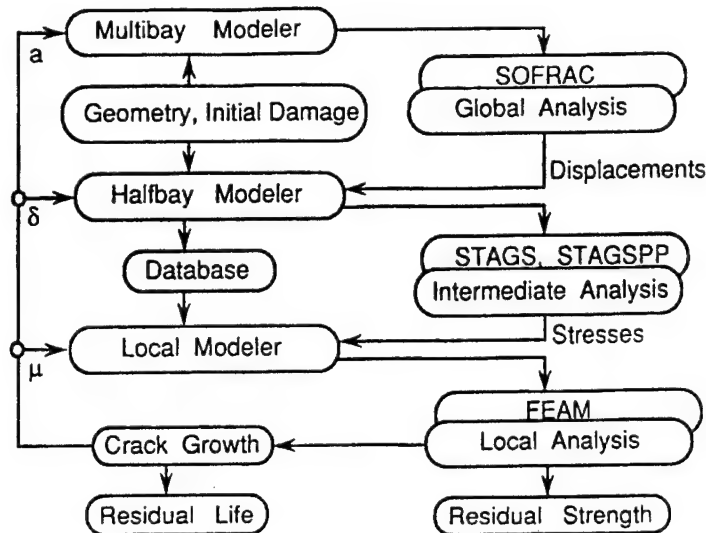 Multibay Modeler
a
SOFRAC
Global Analysis
Geometry, Initial Damage
Displacements
Halfbay Modeler
δ
STAGS, STAGSPP
Intermediate Analysis
Database
Stresses
Local Modeler
μ
FEAM
Local Analysis
Crack Growth
Residual Life
Residual Strength